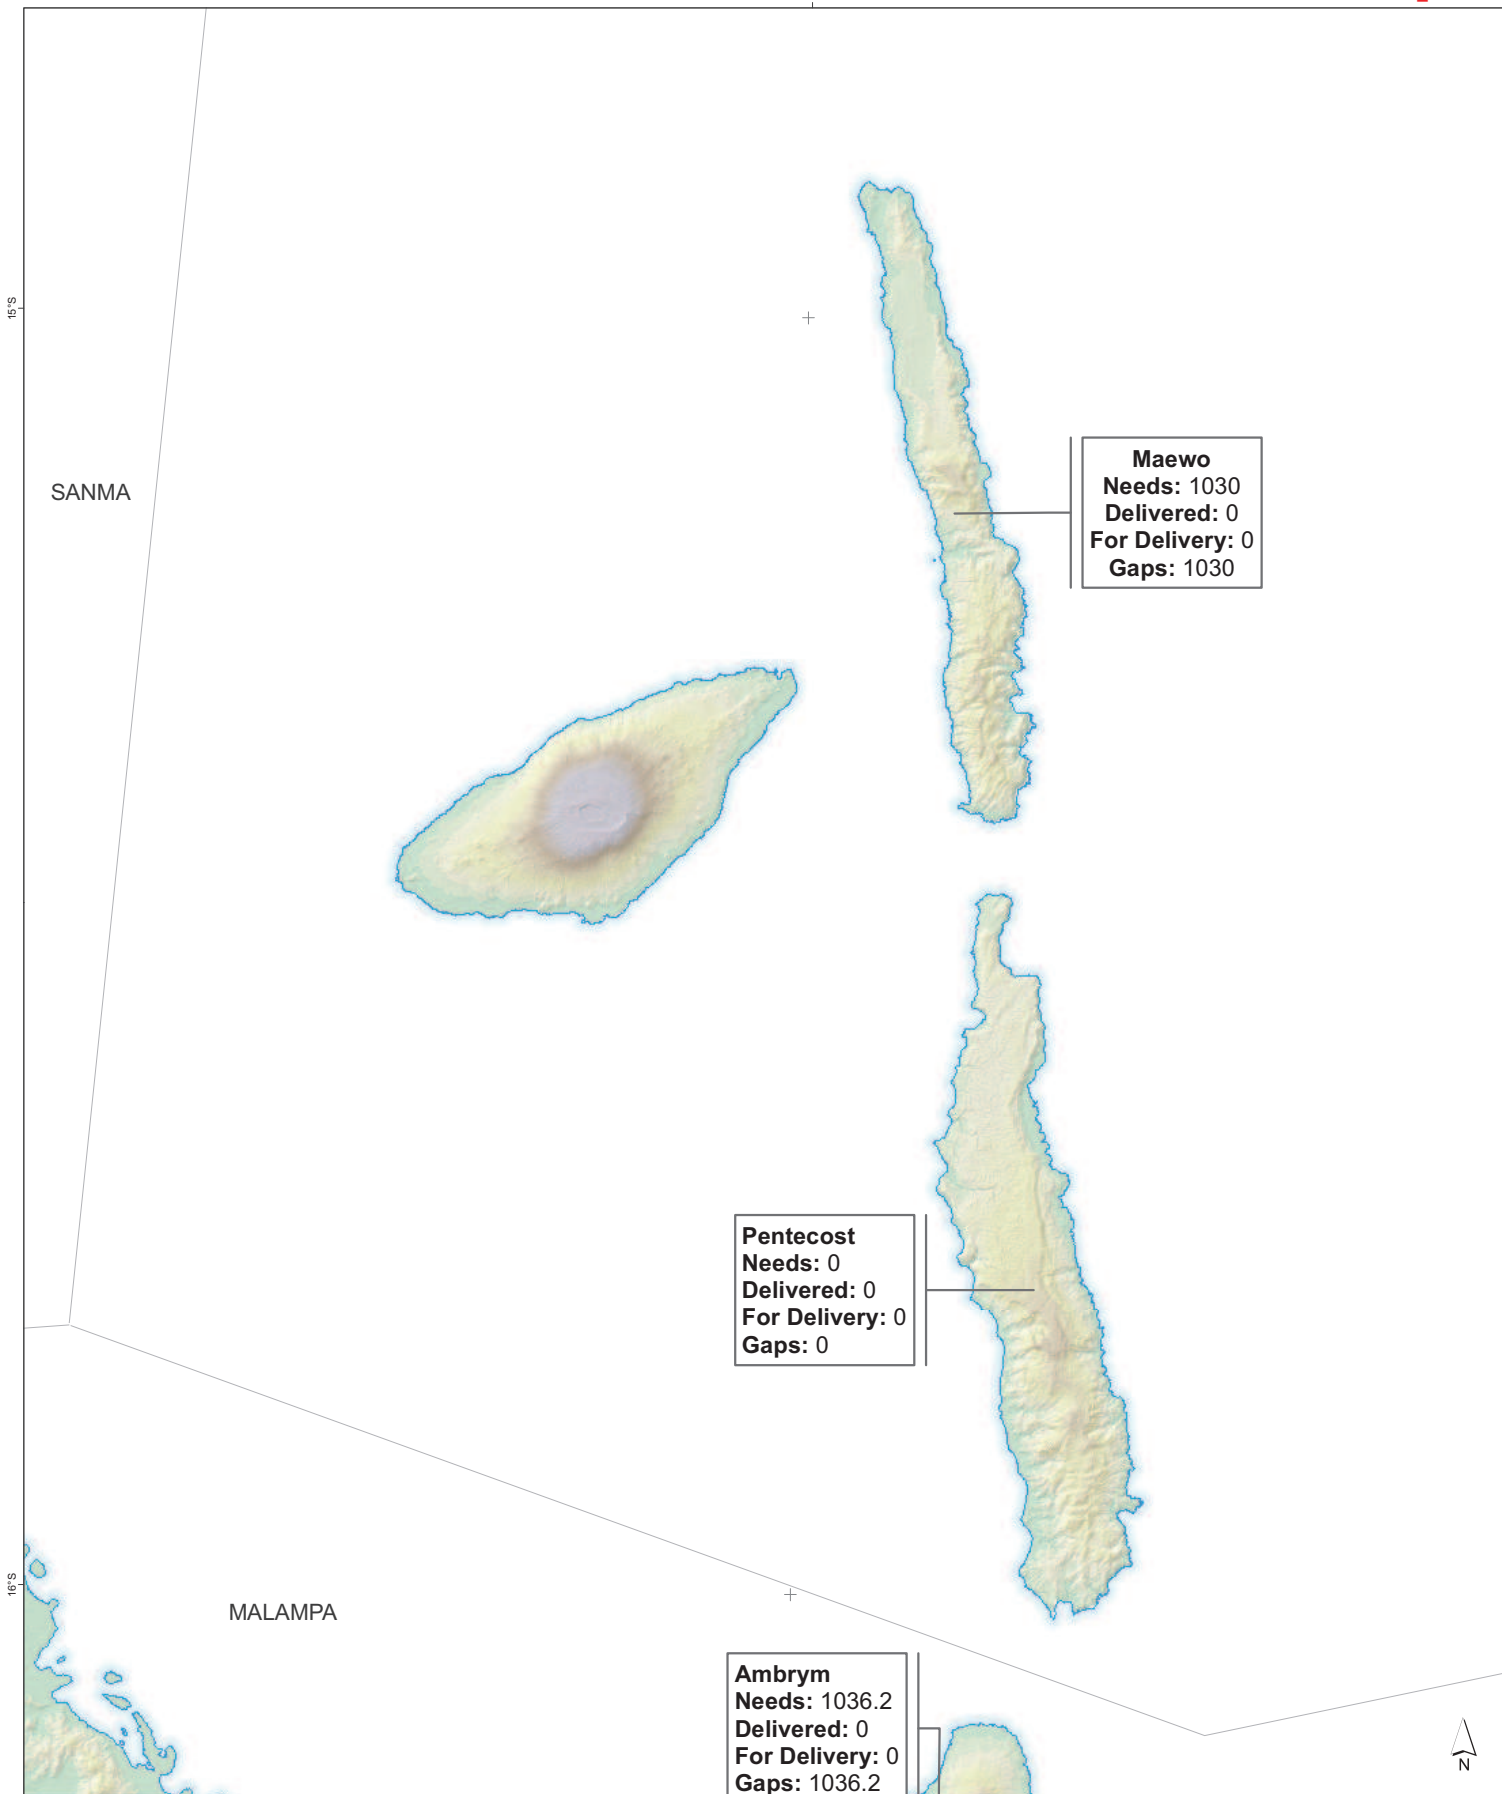 15°S
SANMA
Maewo
Needs: 1030
Delivered: 0
For Delivery: 0
Gaps: 1030
Pentecost
Needs: 0
Delivered: 0
For Delivery: 0
Gaps: 0
16°S
MALAMPA
Ambrym
Needs: 1036.2
Delivered: 0
For Delivery: 0
Gaps: 1036.2
N